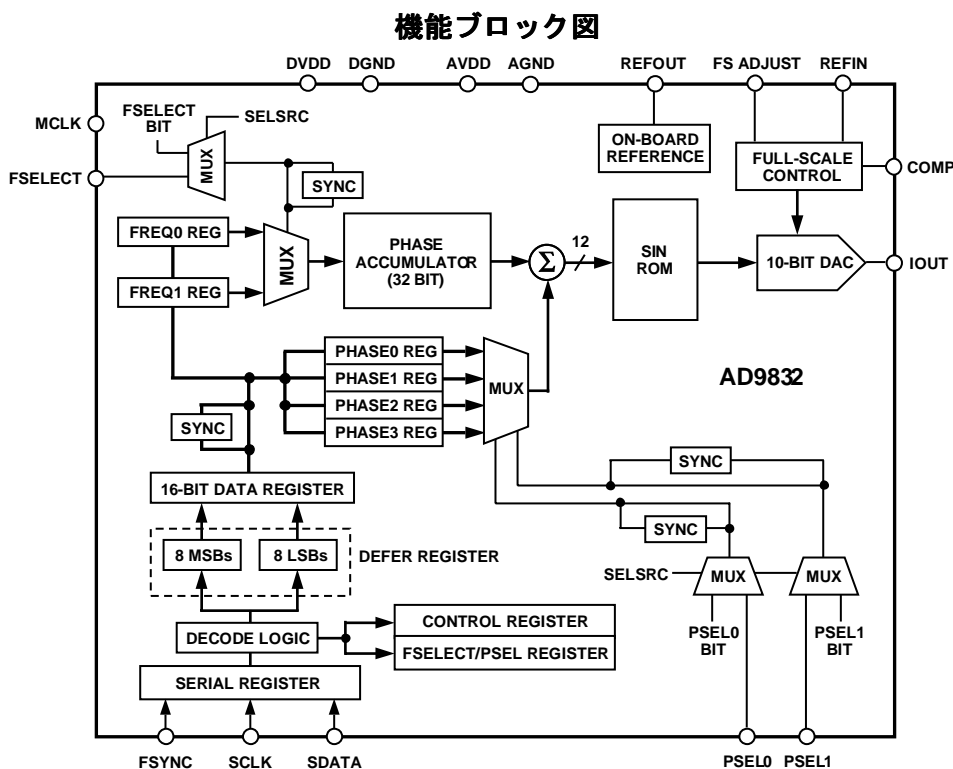 機能ブロック図
DVDD DGND AVDD AGND REFOUT FS ADJUST REFIN
MCLK
FSELECT
BIT
SELSRC
MUX
FSELECT
SYNC
ON-BOARD
REFERENCE
FULL-SCALE
CONTROL
COMP
FREQ0 REG
FREQ1 REG
MUX
PHASE
ACCUMULATOR
(32 BIT)
Σ
12
SIN
ROM
10-BIT DAC
IOUT
PHASE0 REG
PHASE1 REG
PHASE2 REG
PHASE3 REG
MUX
AD9832
SYNC
16-BIT DATA REGISTER
SYNC
SYNC
8 MSBs
8 LSBs
DEFER REGISTER
SELSRC
MUX
MUX
PSEL0
BIT
PSEL1
BIT
DECODE LOGIC
CONTROL REGISTER
FSELECT/PSEL REGISTER
SERIAL REGISTER
FSYNC SCLK SDATA PSEL0 PSEL1